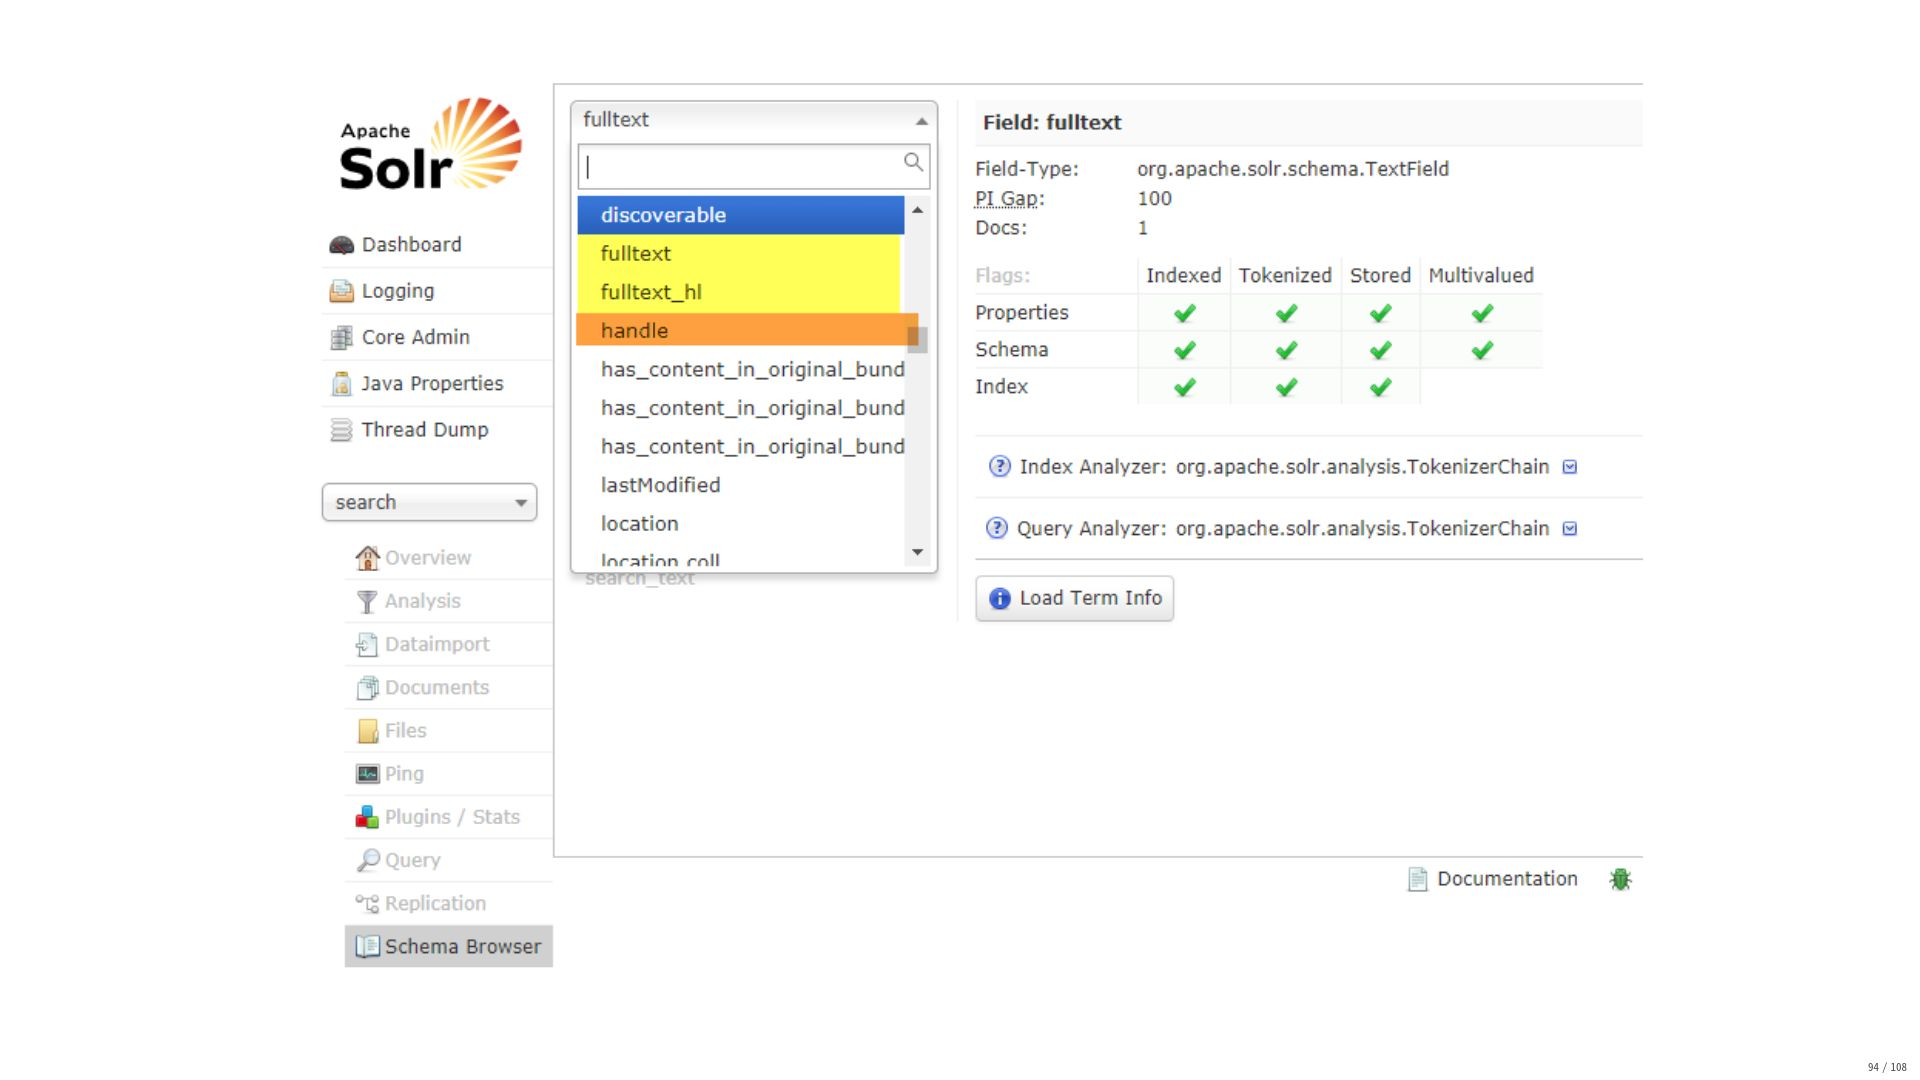 Apache
Solr
Dashboard
Logging
Core Admin
Java Properties
Thread Dump
search
Overview
Analysis
Dataimport
Documents
Files
Ping
Plugins / Stats
Query
Replication
Schema Browser
fulltext
discoverable
fulltext
fulltext_hl
handle
has_content_in_original_bund
has_content_in_original_bund
has_content_in_original_bund
lastModified
location
location_coll
search_text
Field: fulltext
Field-Type: org.apache.solr.schema.TextField
PI Gap: 100
Docs: 1
Flags: Indexed Tokenized Stored Multivalued
Properties
Schema
Index
Index Analyzer: org.apache.solr.analysis.TokenizerChain
Query Analyzer: org.apache.solr.analysis.TokenizerChain
Load Term Info
Documentation
94 / 108